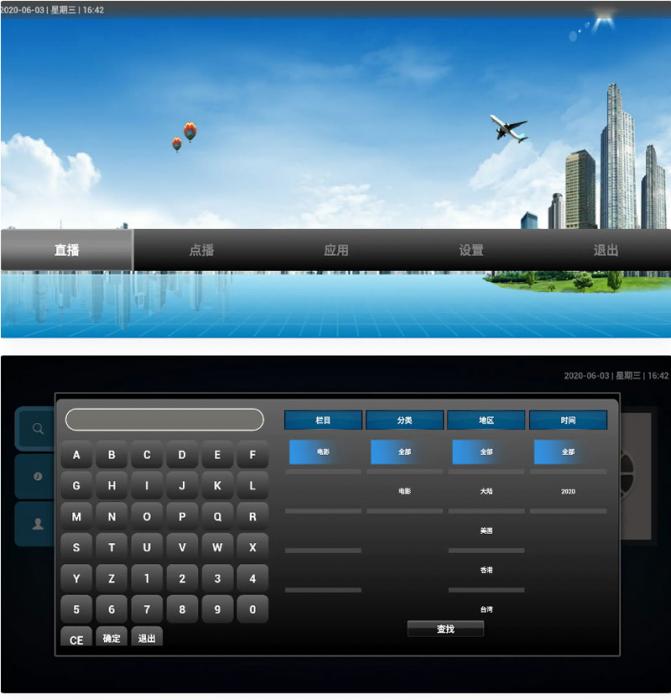 2020-06-03 | 星期三 | 16:42
直播 点播 应用 设置 退出
2020-06-03 | 星期三 | 16:42
栏目 分类 地区 时间
A B C D E F
电影 全部 全部 全部
G H I J K L
电影 大陆 2020
M N O P Q R
美国
S T U V W X
香港
Y Z 1 2 3 4
5 6 7 8 9 0
台湾
查找
CE 确定 退出